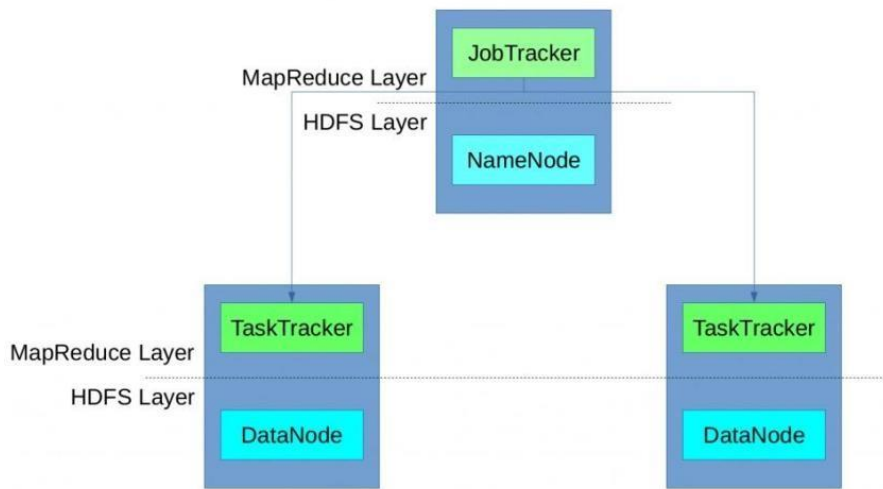 JobTracker
MapReduce Layer
HDFS Layer
NameNode
TaskTracker
TaskTracker
MapReduce Layer
HDFS Layer
DataNode
DataNode